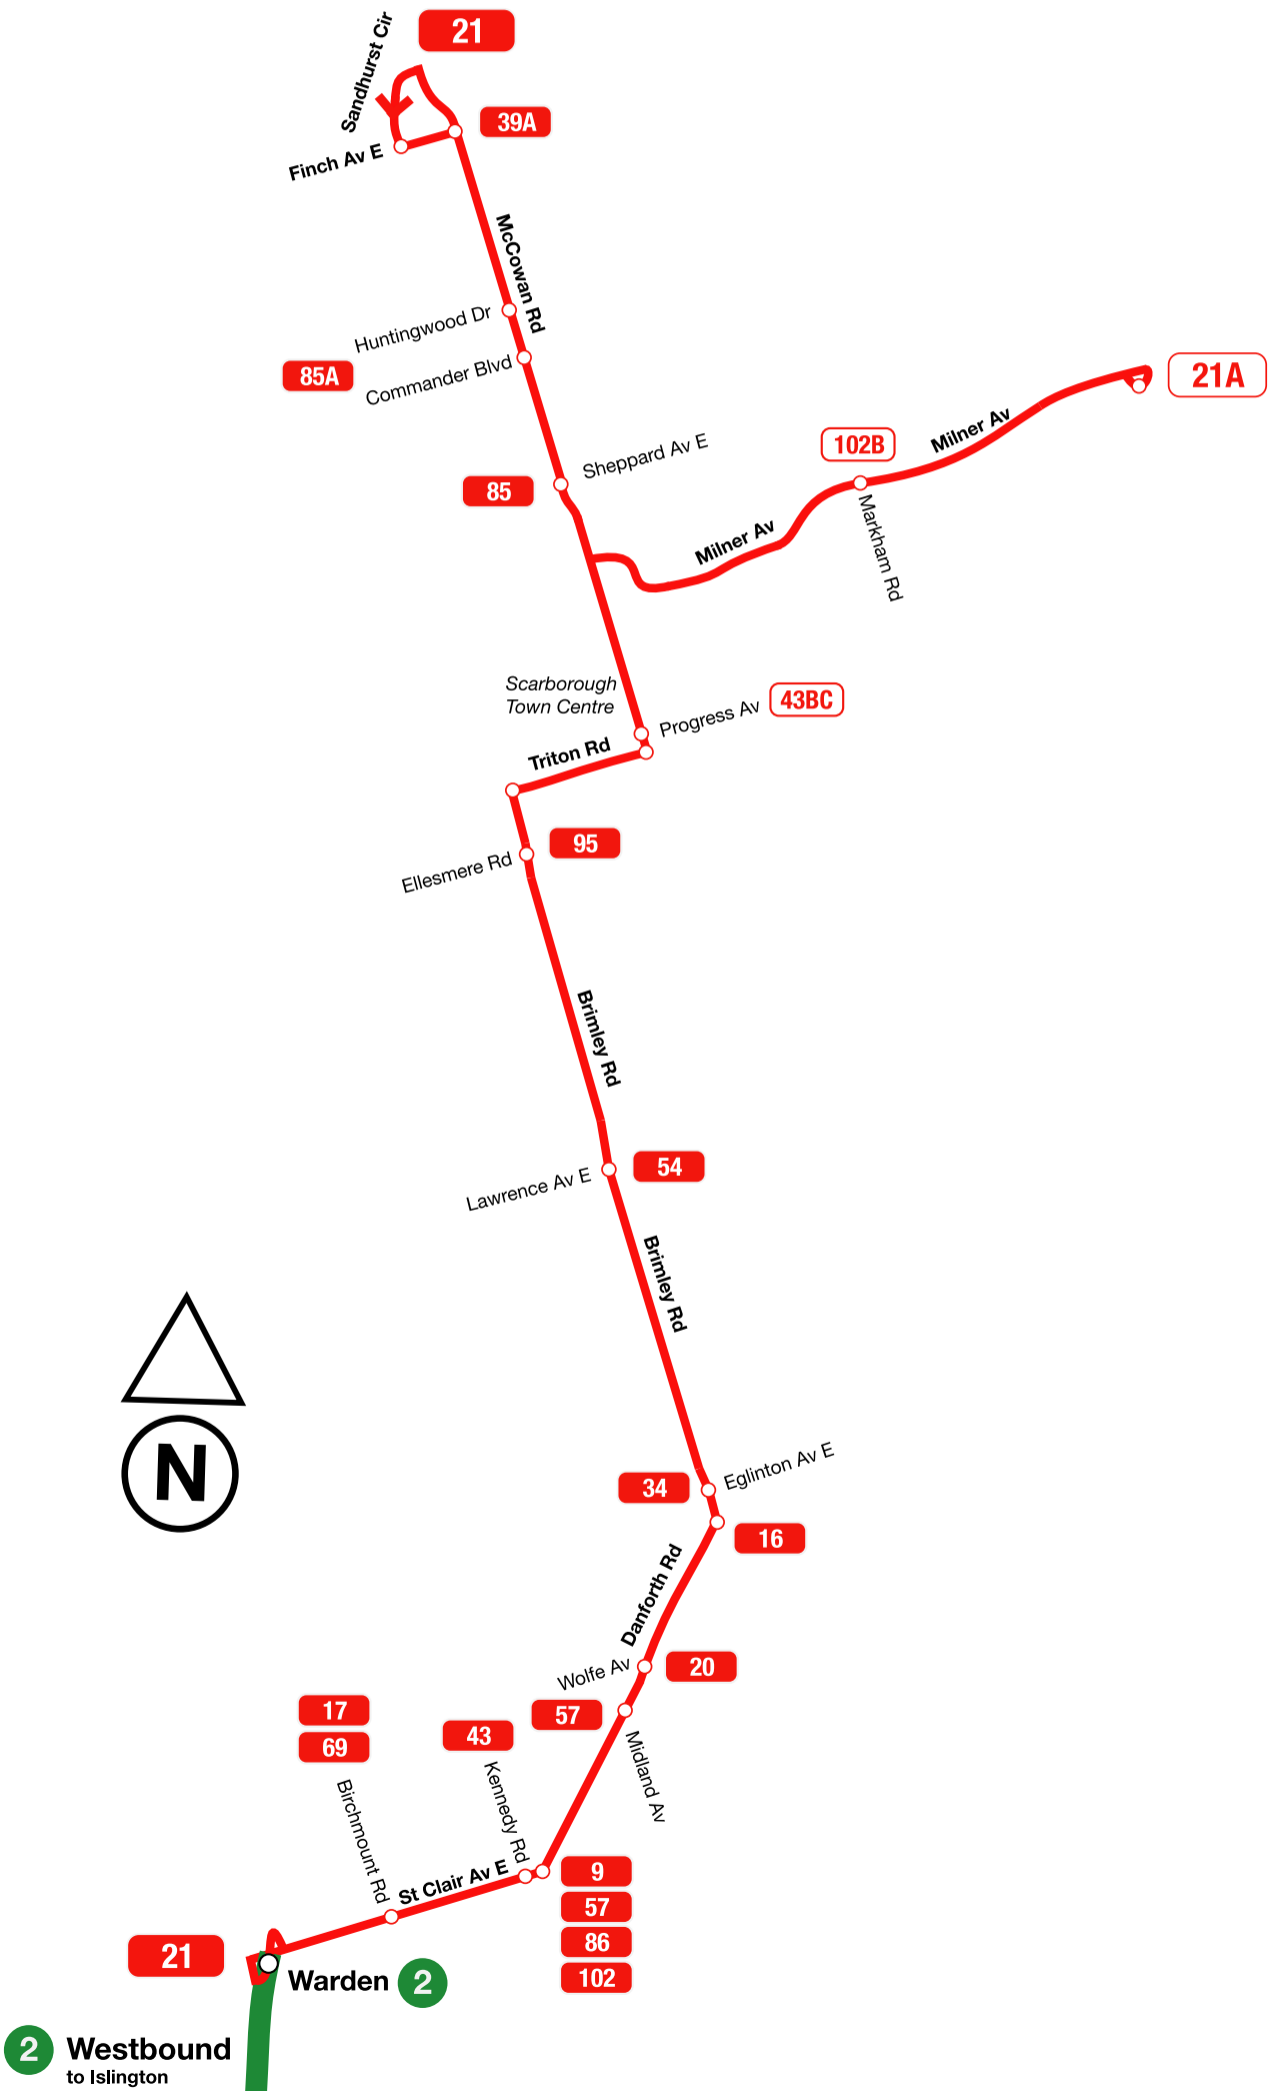 21
Sandhurst Cir
39A
Finch Av E
McCowan Rd
Huntingwood Dr
85A
Commander Blvd
21A
Milner Av
102B
Sheppard Av E
85
Milner Av
Markham Rd
Scarborough
Town Centre
Progress Av
43BC
Triton Rd
95
Ellesmere Rd
Brimley Rd
54
Lawrence Av E
Brimley Rd
N
Eglinton Av E
34
16
Danforth Rd
Wolfe Av
20
57
Midland Av
17
69
43
Birchmount Rd
Kennedy Rd
St Clair Av E
9
57
86
102
21
Warden 2
2 Westbound
to Islington